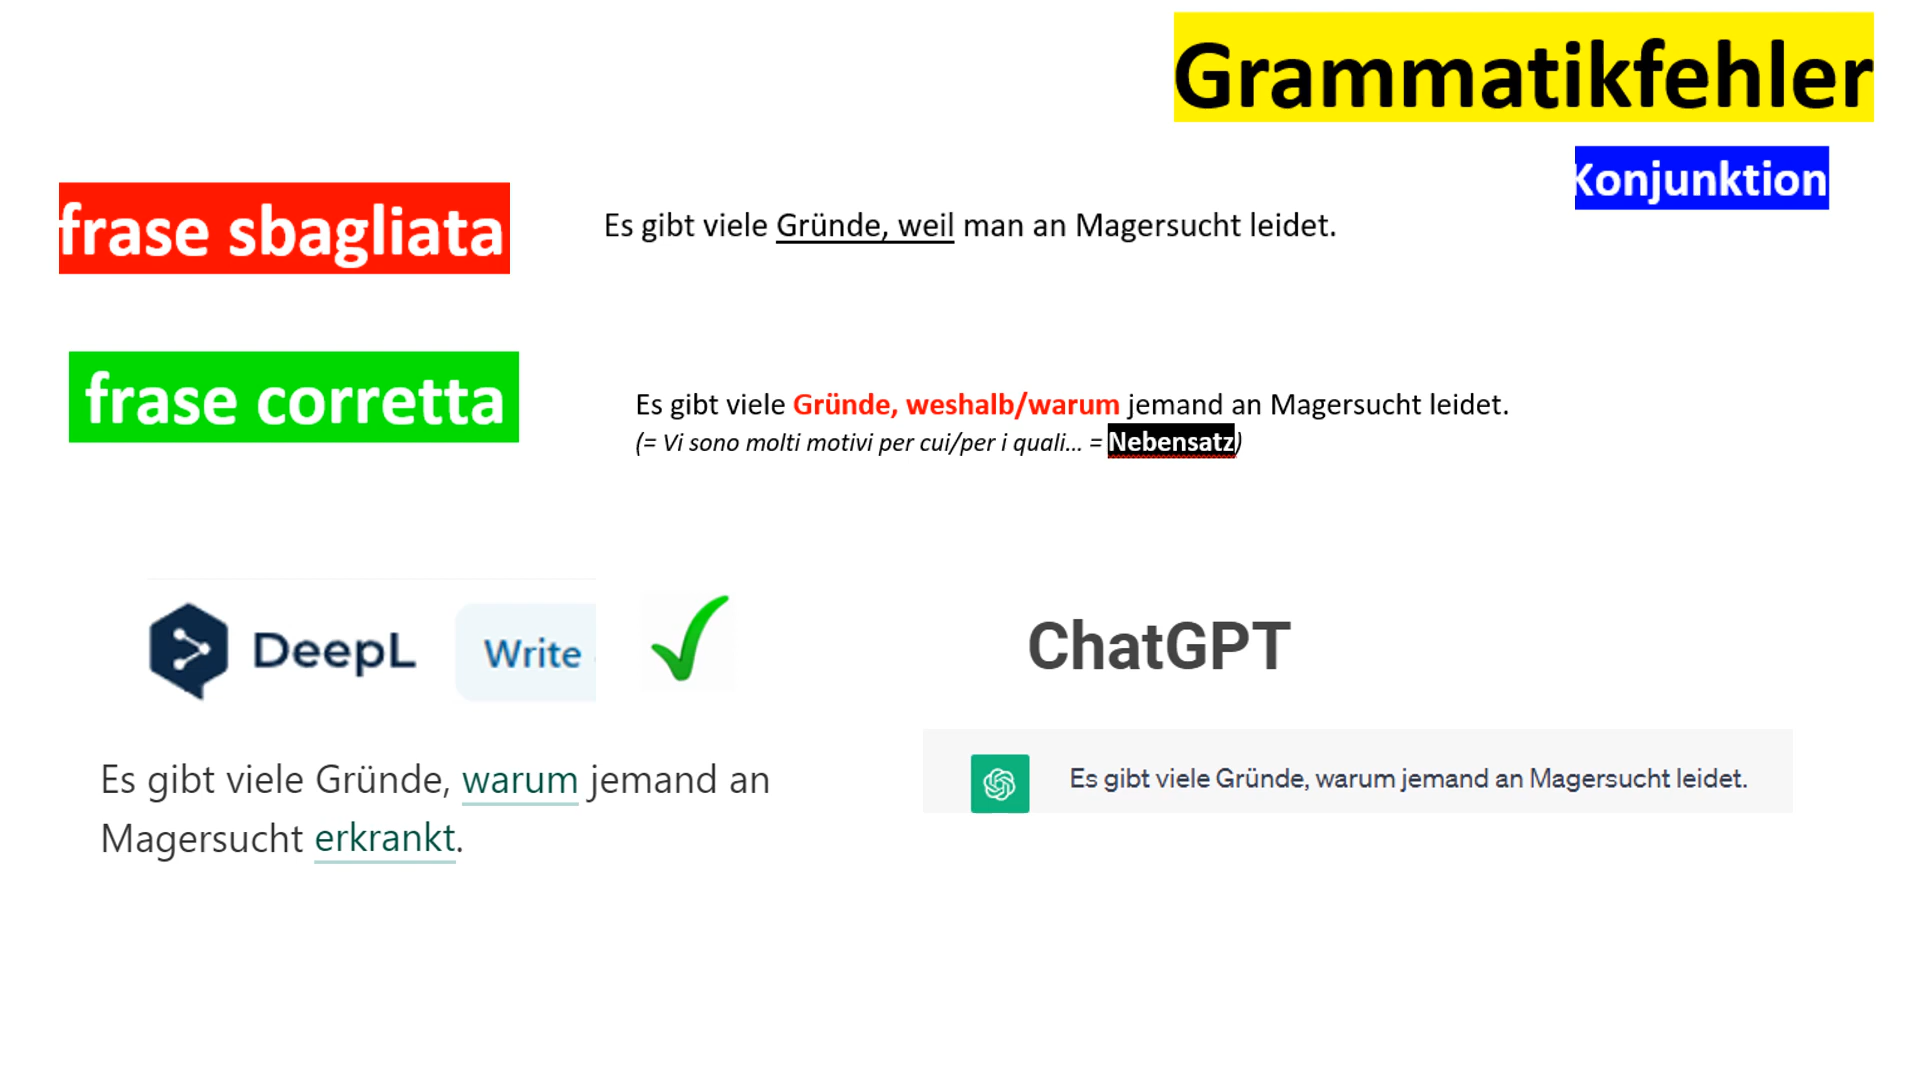 Grammatikfehler
Konjunktion
frase sbagliata
Es gibt viele Gründe, weil man an Magersucht leidet.
frase corretta
Es gibt viele Gründe, weshalb/warum jemand an Magersucht leidet.
(= Vi sono molti motivi per cui/per i quali... = Nebensatz)
DeepL Write
ChatGPT
Es gibt viele Gründe, warum jemand an
Magersucht erkrankt.
Es gibt viele Gründe, warum jemand an Magersucht leidet.